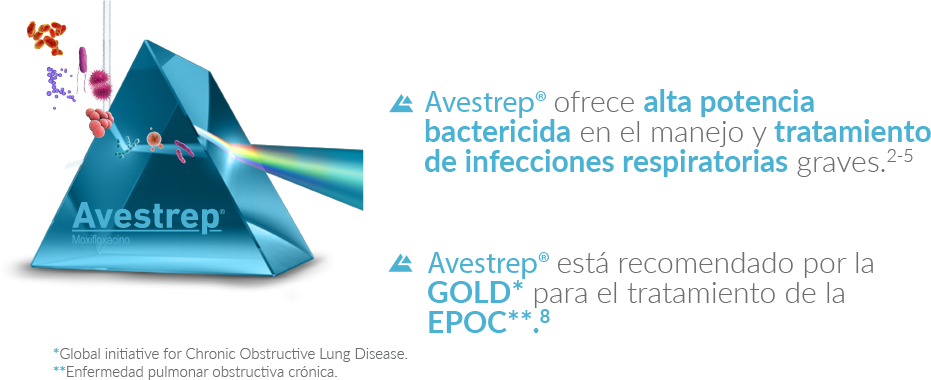 Avestrep®
Moxifloxacino
Avestrep® ofrece alta potencia
bactericida en el manejo y tratamiento
de infecciones respiratorias graves.2-5
Avestrep® está recomendado por la
GOLD* para el tratamiento de la
EPOC**.8
*Global initiative for Chronic Obstructive Lung Disease.
**Enfermedad pulmonar obstructiva crónica.